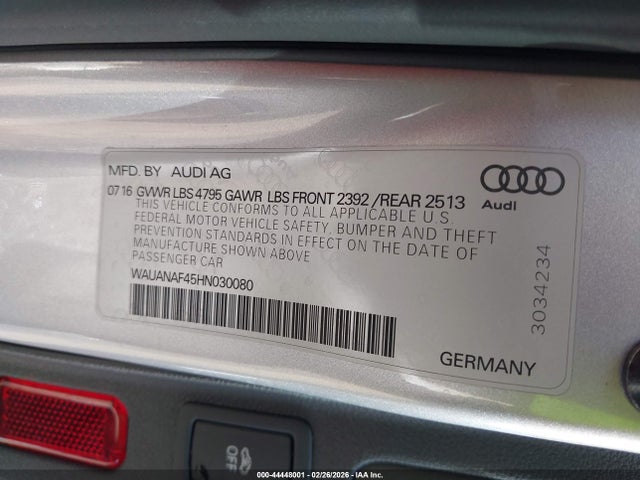 MFD. BY AUDI AG
07 16 GVWR LBS 4795 GAWR LBS FRONT 2392 /REAR 2513
THIS VEHICLE CONFORMS TO ALL APPLICABLE U.S.
FEDERAL MOTOR VEHICLE SAFETY. BUMPER AND THEFT
PREVENTION STANDARDS IN EFFECT ON THE DATE OF
MANUFACTURE SHOWN ABOVE
PASSENGER CAR
WAUANAF45HN030080
Audi
3034234
GERMANY
OFF
000-44448001 - 02/26/2026 - IAA Inc.